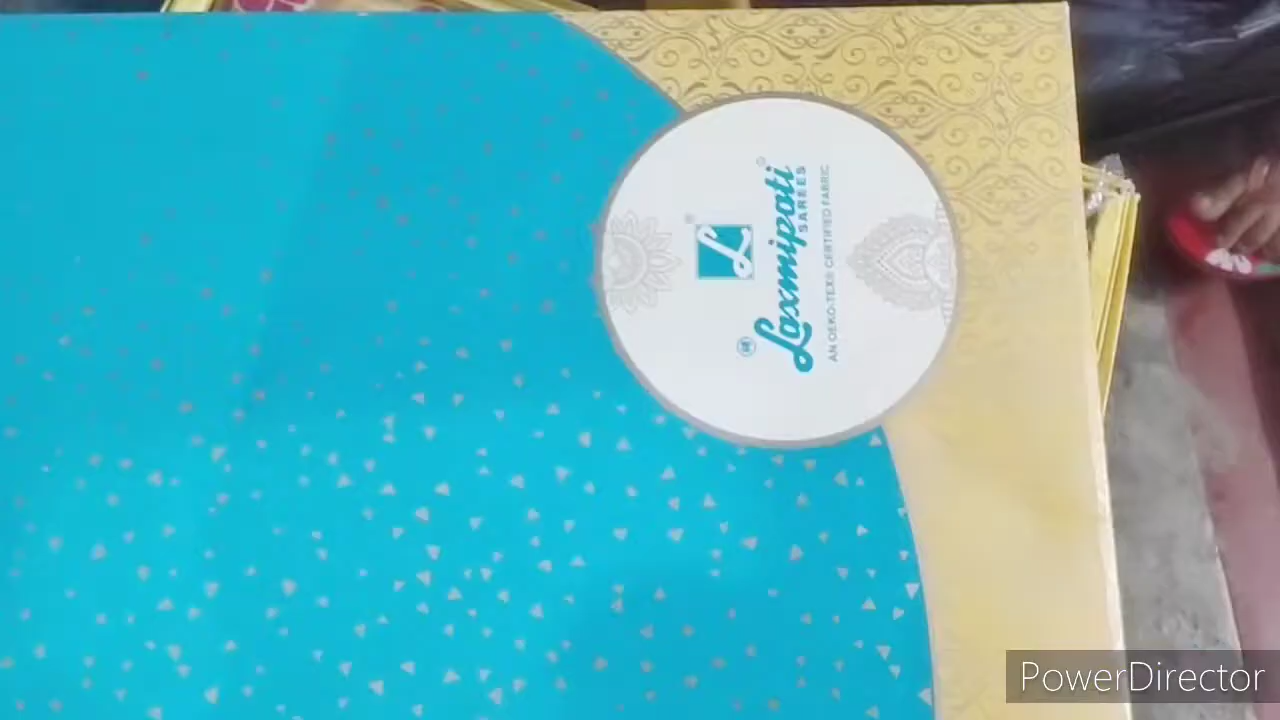 L
Laxmipati
SAREES
AN OEKO-TEX® CERTIFIED FABRIC
PowerDirector